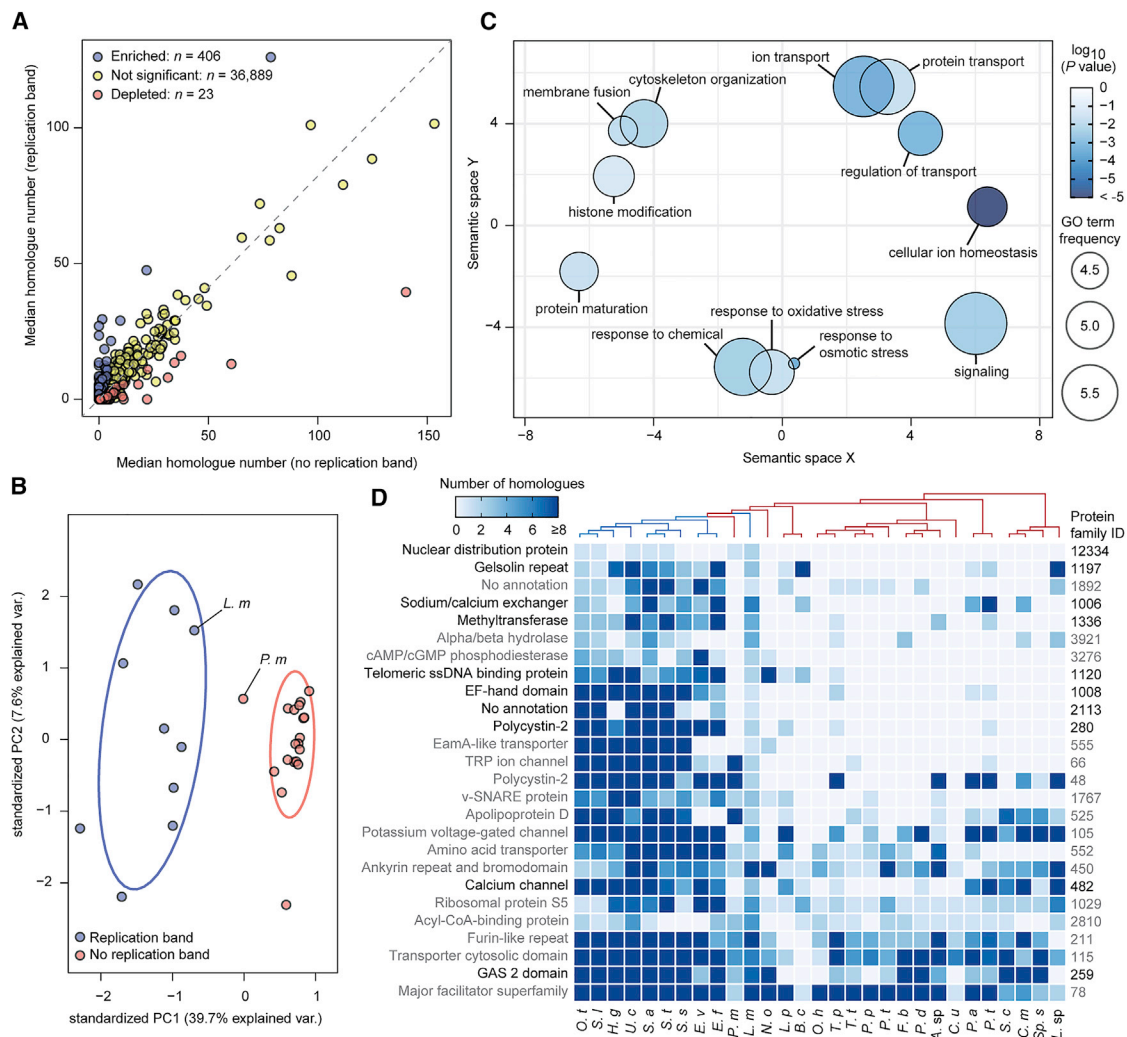 A
Enriched: n = 406
Not significant: n = 36,889
Depleted: n = 23
Median homologue number (replication band)
100
50
0
0 50 100 150
Median homologue number (no replication band)
B
standardized PC2 (7.6% explained var.)
2
1
0
−1
−2
L. m
P. m
Replication band
No replication band
−2 −1 0 1
standardized PC1 (39.7% explained var.)
C
Semantic space Y
4
0
−4
ion transport
protein transport
cytoskeleton organization
membrane fusion
regulation of transport
histone modification
cellular ion homeostasis
protein maturation
response to oxidative stress
response to chemical
response to
osmotic stress
signaling
−8 −4 0 4 8
Semantic space X
log10
(P value)
0
−1
−2
−3
−4
−5
< -5
GO term
frequency
4.5
5.0
5.5
D
Number of homologues
0 2 4 6 ≥8
Protein
family ID
Nuclear distribution protein 12334
Gelsolin repeat 1197
No annotation 1892
Sodium/calcium exchanger 1006
Methyltransferase 1336
Alpha/beta hydrolase 3921
cAMP/cGMP phosphodiesterase 3276
Telomeric ssDNA binding protein 1120
EF-hand domain 1008
No annotation 2113
Polycystin-2 280
EamA-like transporter 555
TRP ion channel 66
Polycystin-2 48
v-SNARE protein 1767
Apolipoprotein D 525
Potassium voltage-gated channel 105
Amino acid transporter 552
Ankyrin repeat and bromodomain 450
Calcium channel 482
Ribosomal protein S5 1029
Acyl-CoA-binding protein 2810
Furin-like repeat 211
Transporter cytosolic domain 115
GAS 2 domain 259
Major facilitator superfamily 78
O. t S. l H. g U. c S. a S. t S. s E. v E. f P. m L. m N. o L. p B. c O. h T. p T. t P. p P. t F. b P. d A. sp C. u P. a P. t S. c C. m Sp. s L. sp